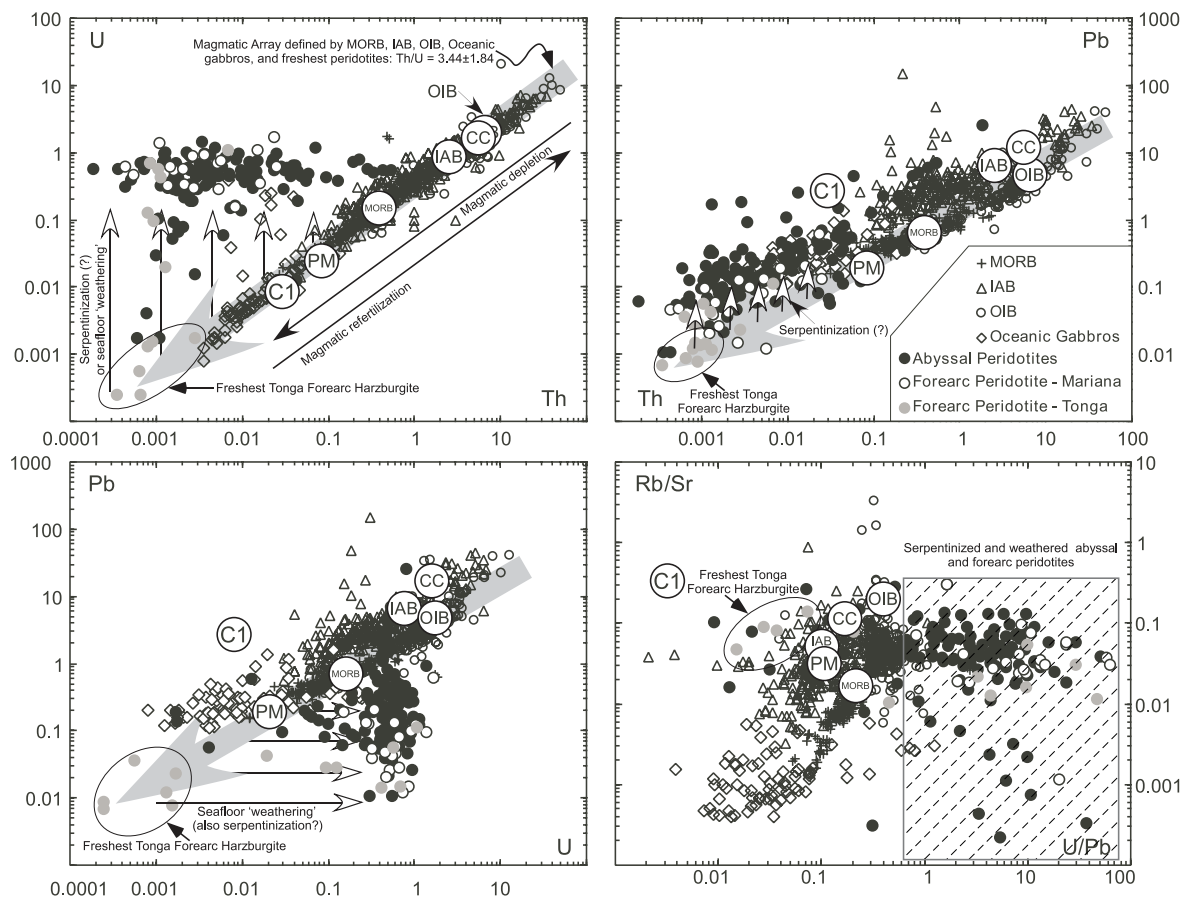 U
Magmatic Array defined by MORB, IAB, OIB, Oceanic
gabbros, and freshest peridotites: Th/U = 3.44±1.84
OIB
CC
IAB
MORB
PM
C1
Magmatic depletion
Magmatic refertiliztiion
Serpentinization (?)
or seafloor 'weathering'
Freshest Tonga Forearc Harzburgite
Th
100
10
1
0.1
0.01
0.001
0.0001 0.001 0.01 0.1 1 10
Pb
1000
100
10
1
0.1
0.01
CC
IAB
OIB
C1
MORB
PM
Serpentinization (?)
Freshest Tonga
Forearc Harzburgite
Th
MORB
IAB
OIB
Oceanic Gabbros
Abyssal Peridotites
Forearc Peridotite - Mariana
Forearc Peridotite - Tonga
0.0001 0.001 0.01 0.1 1 10 100
Pb
1000
100
10
1
0.1
0.01
CC
IAB
OIB
C1
MORB
PM
Seafloor 'weathering'
(also serpentinization?)
Freshest Tonga Forearc Harzburgite
U
0.0001 0.001 0.01 0.1 1 10
Rb/Sr
10
1
0.1
0.01
0.001
Serpentinized and weathered abyssal
and forearc peridotites
C1
Freshest Tonga
Forearc Harzburgite
OIB
CC
IAB
PM
MORB
U/Pb
0.01 0.1 1 10 100